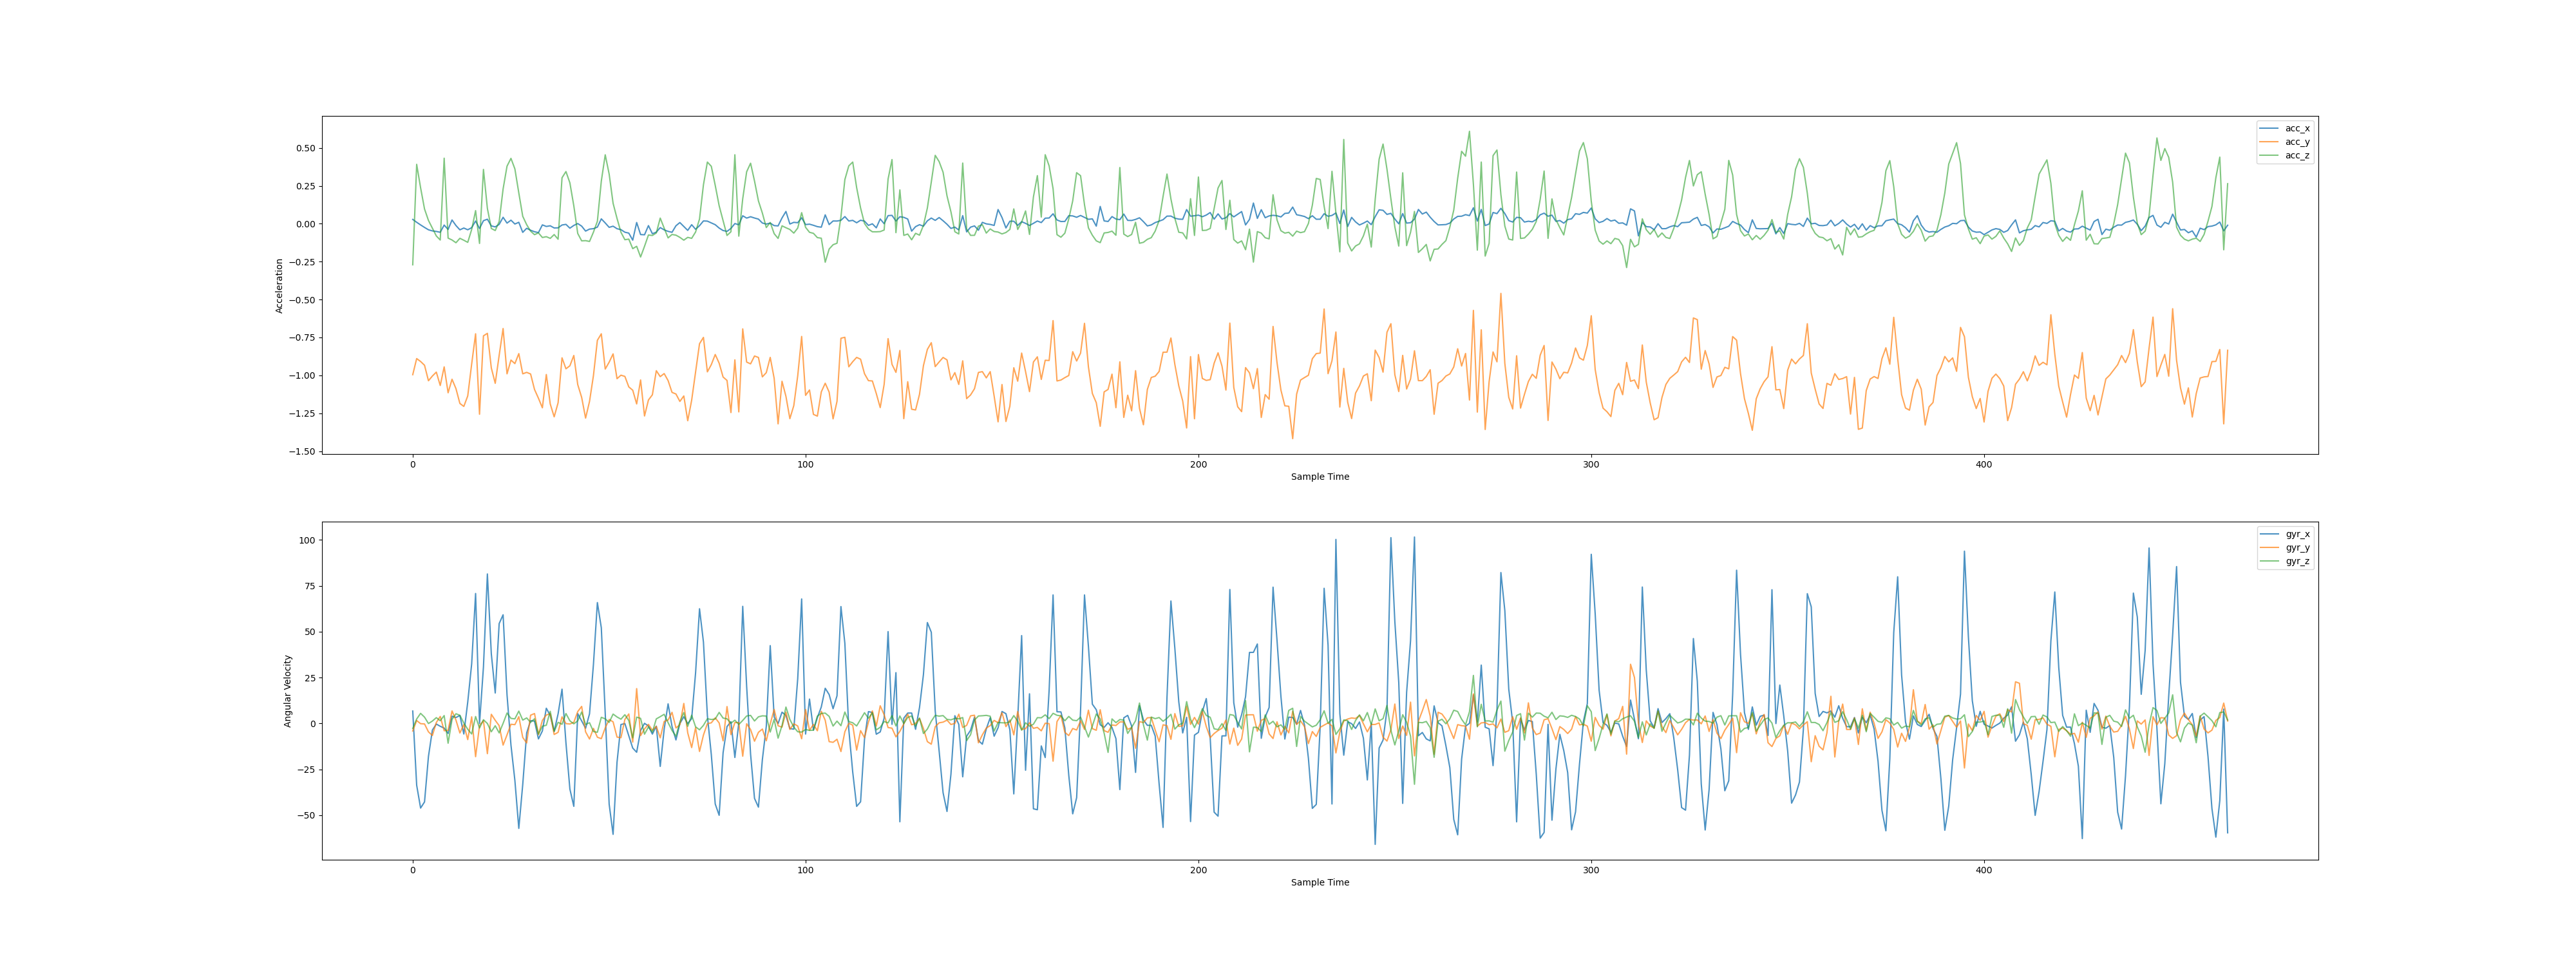 acc_x
acc_y
acc_z
0.50
0.25
0.00
−0.25
−0.50
−0.75
−1.00
−1.25
−1.50
Acceleration
0 100 200 300 400
Sample Time
gyr_x
gyr_y
gyr_z
100
75
50
25
0
−25
−50
Angular Velocity
0 100 200 300 400
Sample Time